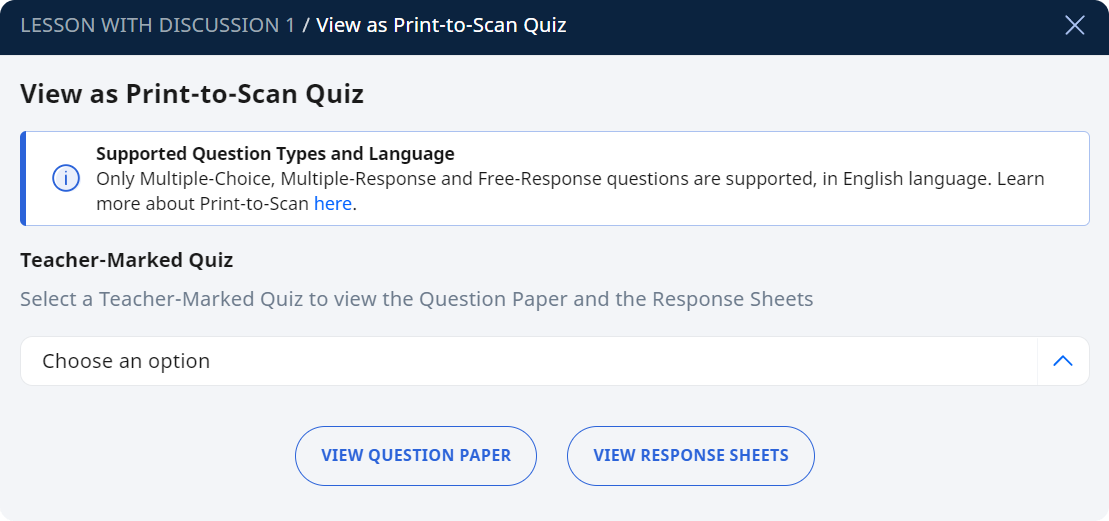 LESSON WITH DISCUSSION 1 / View as Print-to-Scan Quiz
View as Print-to-Scan Quiz
Supported Question Types and Language
Only Multiple-Choice, Multiple-Response and Free-Response questions are supported, in English language. Learn
more about Print-to-Scan here.
Teacher-Marked Quiz
Select a Teacher-Marked Quiz to view the Question Paper and the Response Sheets
Choose an option
VIEW QUESTION PAPER
VIEW RESPONSE SHEETS